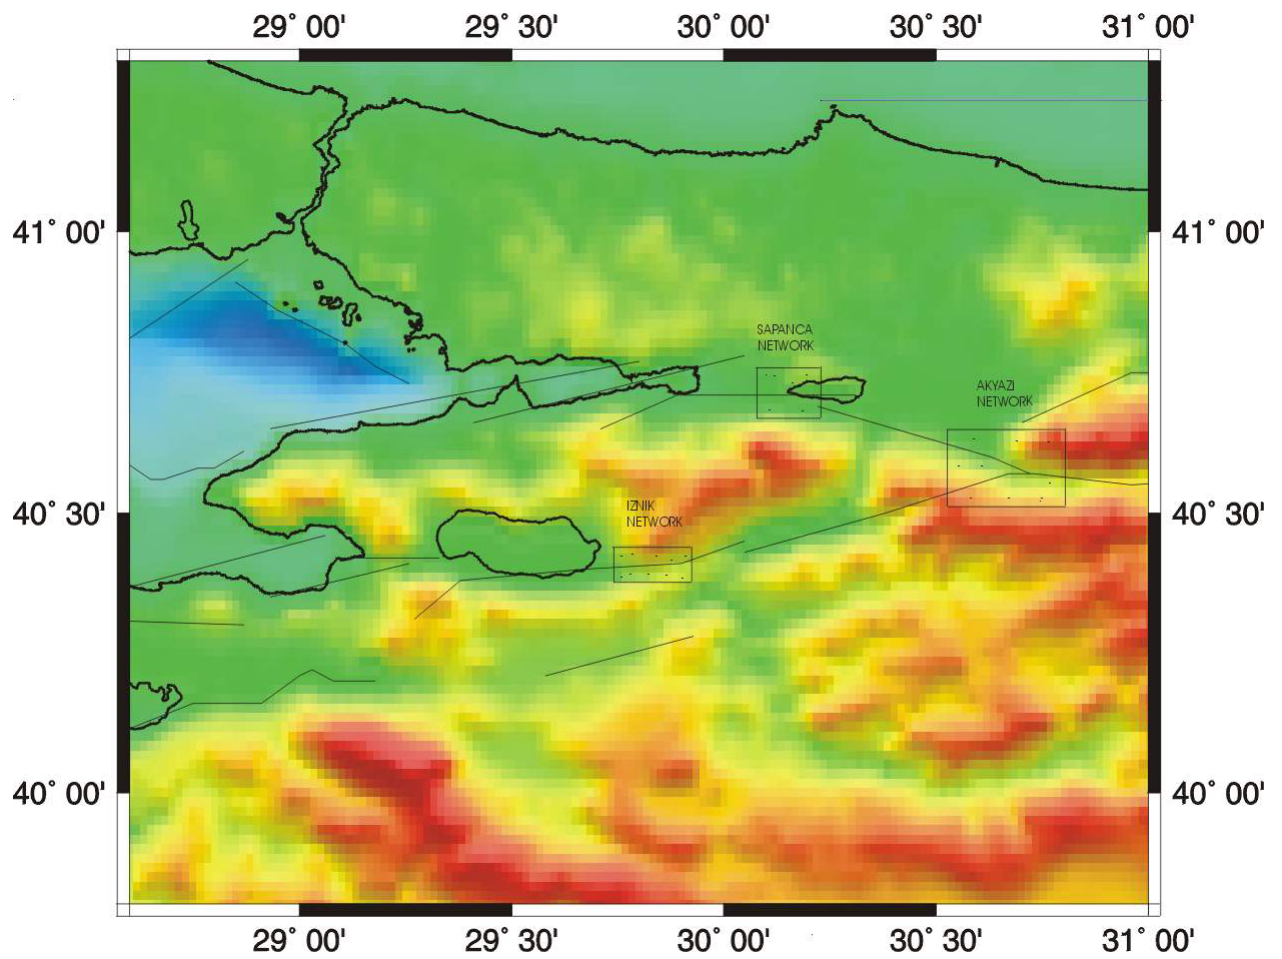 29° 00' 29° 30' 30° 00' 30° 30' 31° 00'
41° 00' 41° 00'
SAPANCA
NETWORK
AKYAZI
NETWORK
IZNIK
NETWORK
40° 30' 40° 30'
40° 00' 40° 00'
29° 00' 29° 30' 30° 00' 30° 30' 31° 00'